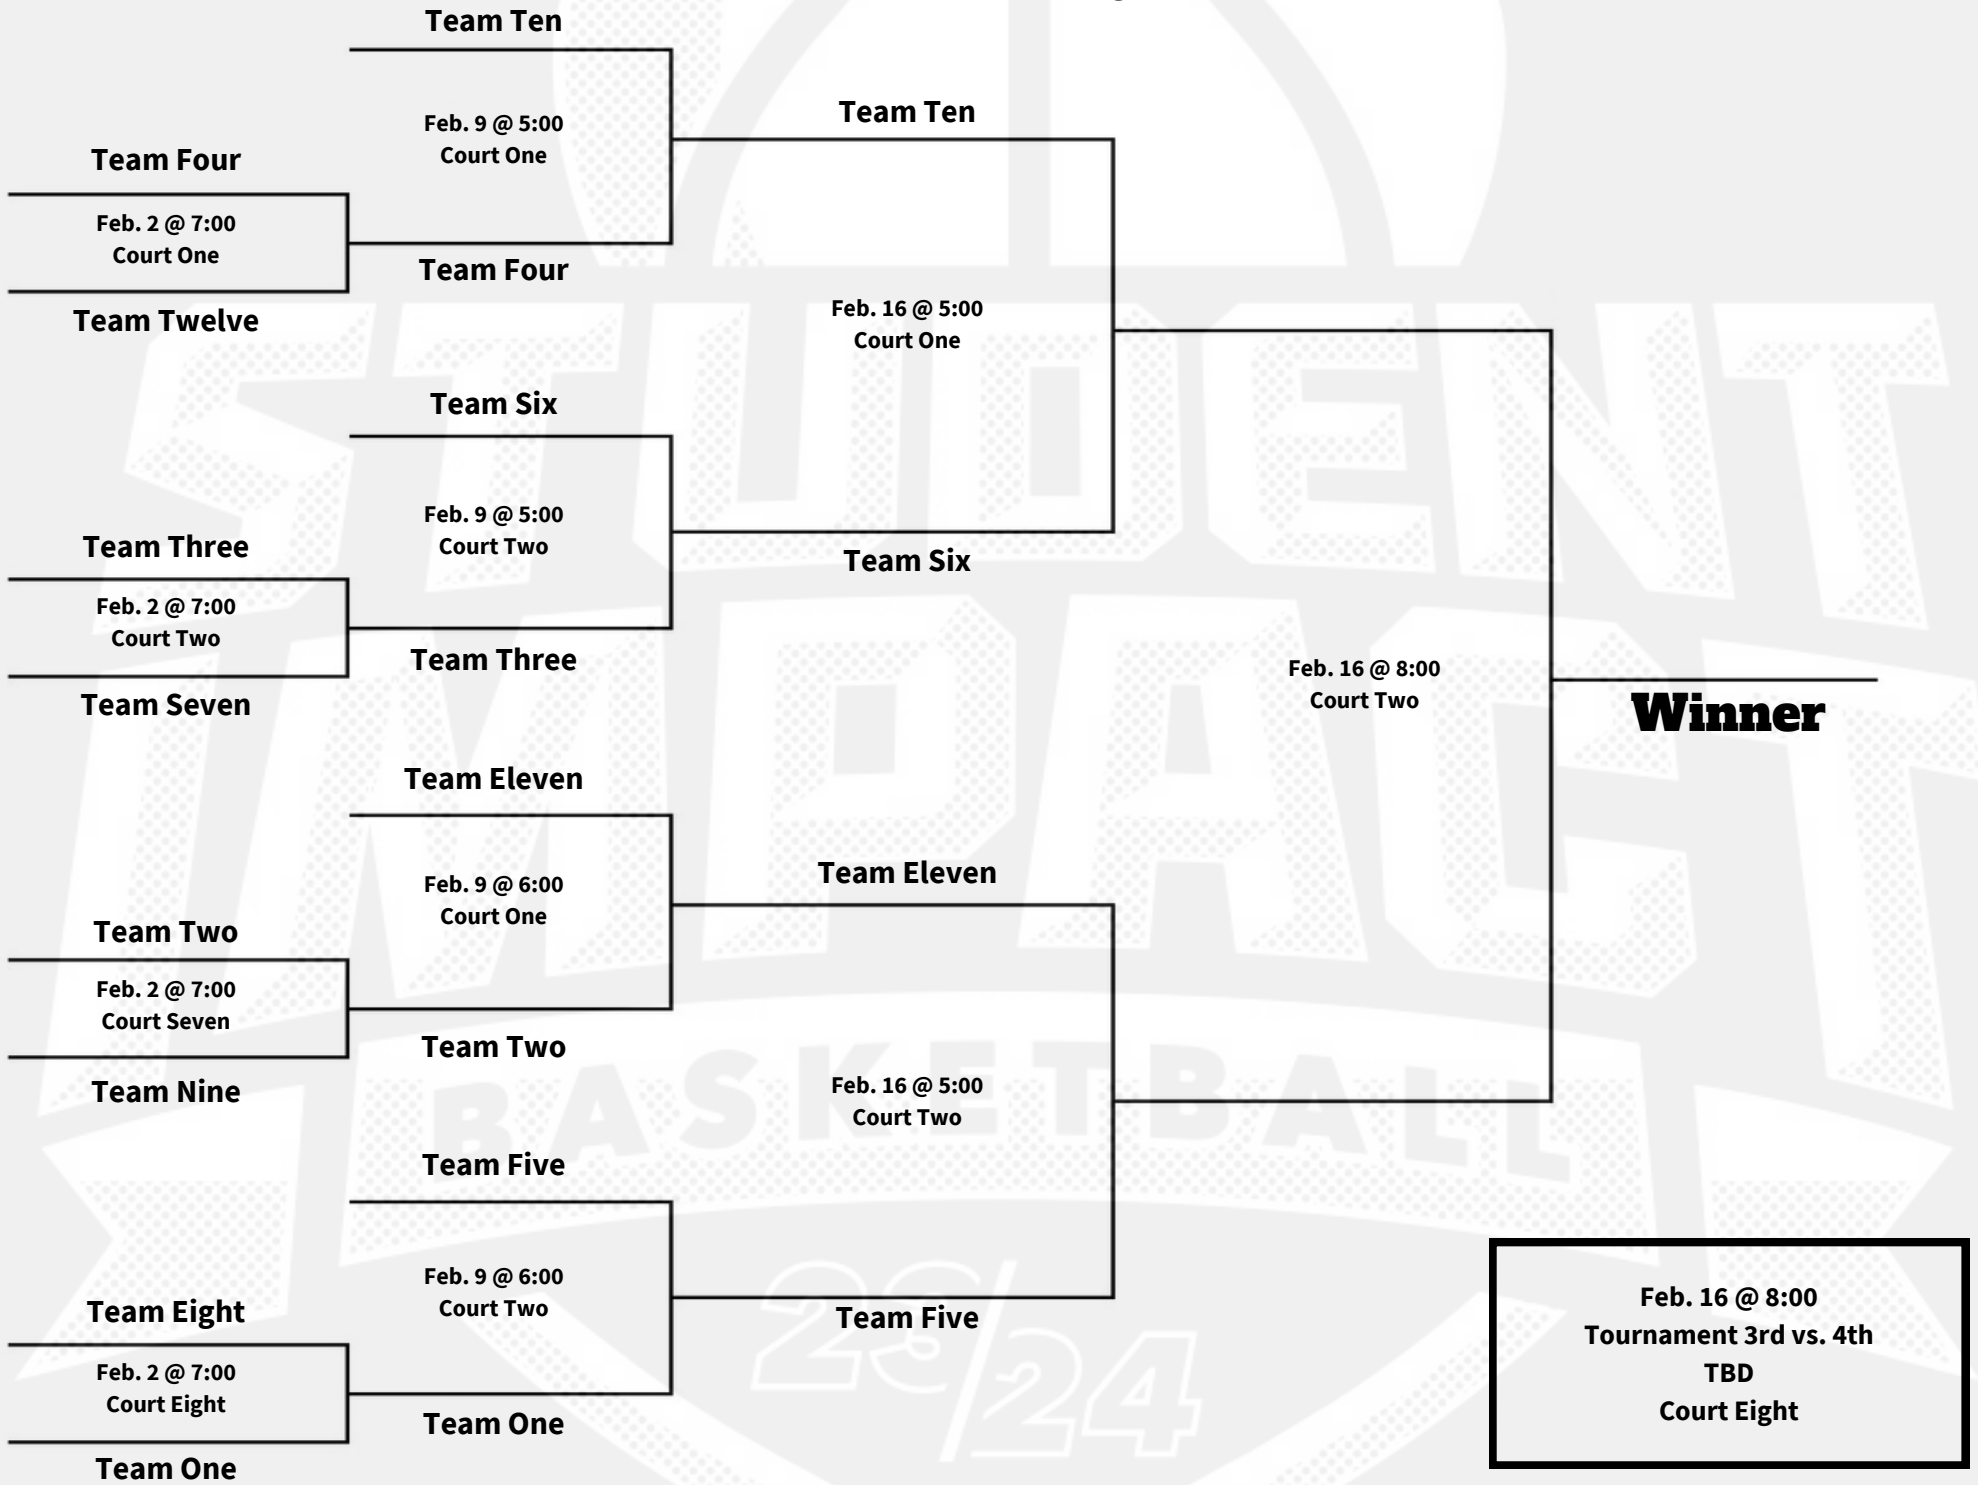 Team Ten
Feb. 9 @ 5:00
Court One
Team Four
Feb. 2 @ 7:00
Court One
Team Twelve
Team Four
Team Ten
Feb. 16 @ 5:00
Court One
Team Six
Feb. 9 @ 5:00
Court Two
Team Three
Feb. 2 @ 7:00
Court Two
Team Seven
Team Three
Team Six
Feb. 16 @ 8:00
Court Two
Winner
Team Eleven
Feb. 9 @ 6:00
Court One
Team Two
Feb. 2 @ 7:00
Court Seven
Team Nine
Team Two
Team Eleven
Feb. 16 @ 5:00
Court Two
Team Five
Feb. 9 @ 6:00
Court Two
Team Eight
Feb. 2 @ 7:00
Court Eight
Team One
Team One
Team Five
Feb. 16 @ 8:00
Tournament 3rd vs. 4th
TBD
Court Eight
STUDENT
IMPACT
BASKETBALL
23/24